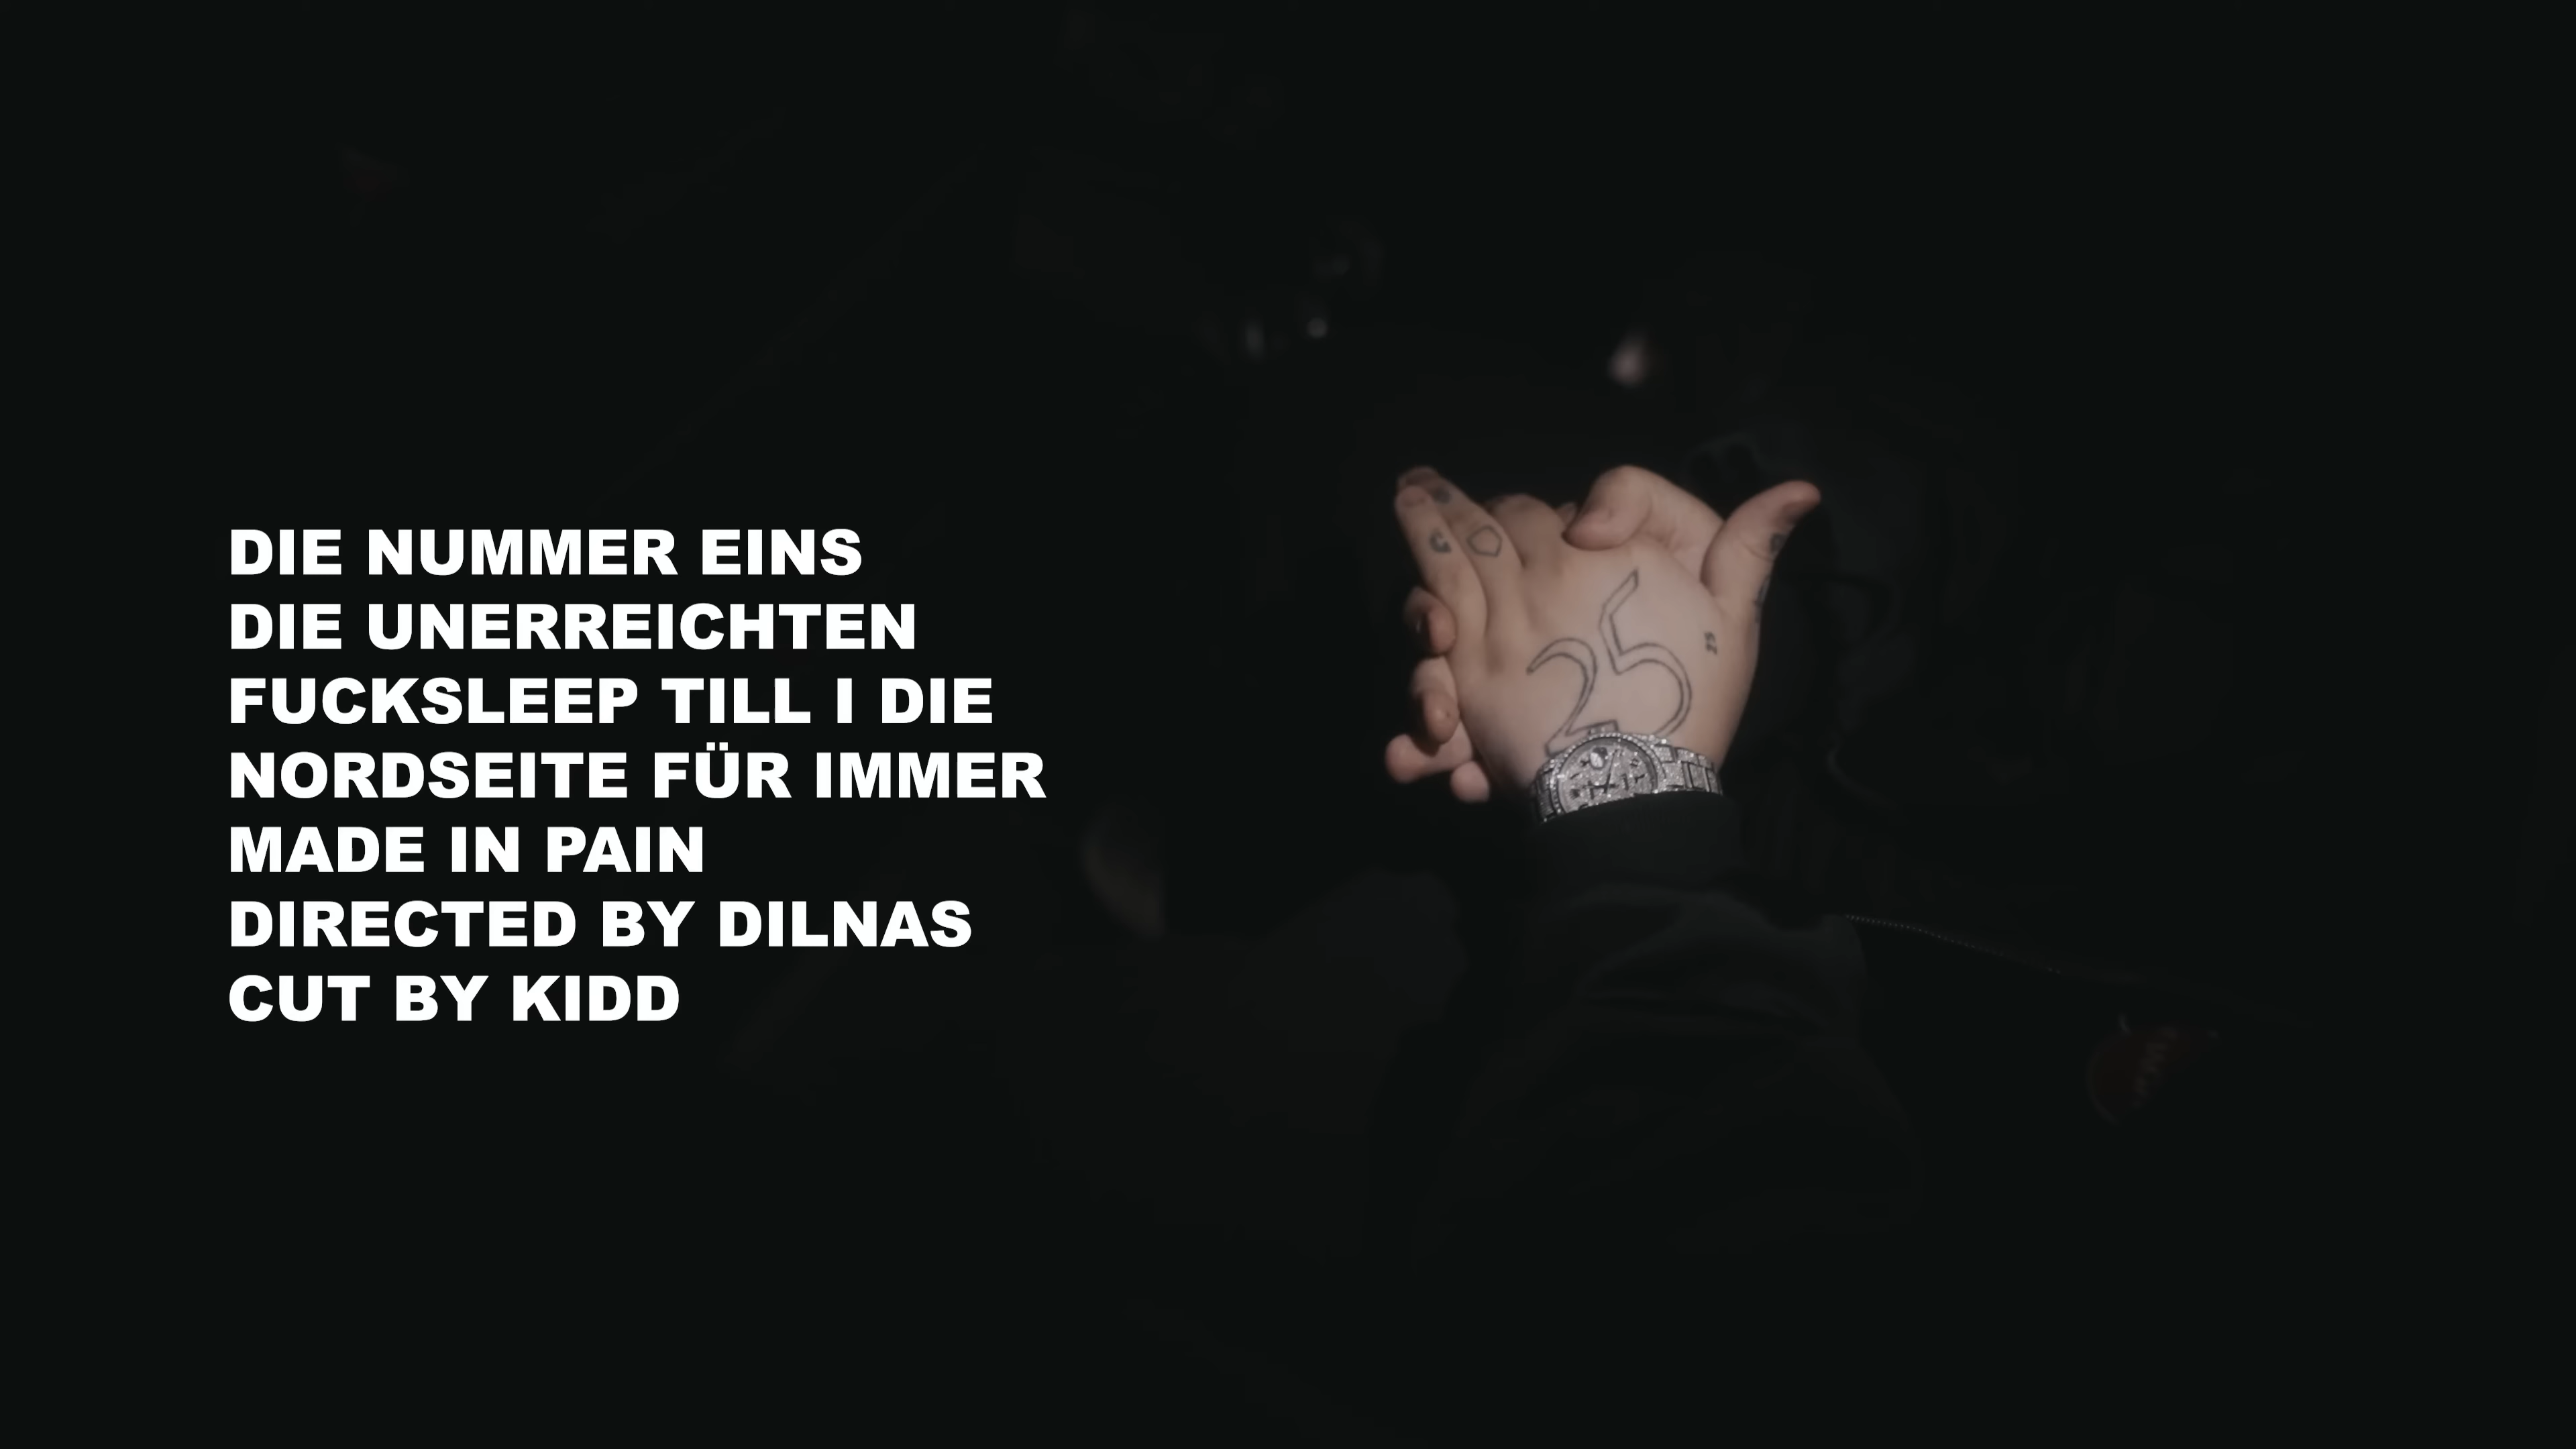 DIE NUMMER EINS
DIE UNERREICHTEN
FUCKSLEEP TILL I DIE
NORDSEITE FÜR IMMER
MADE IN PAIN
DIRECTED BY DILNAS
CUT BY KIDD
25